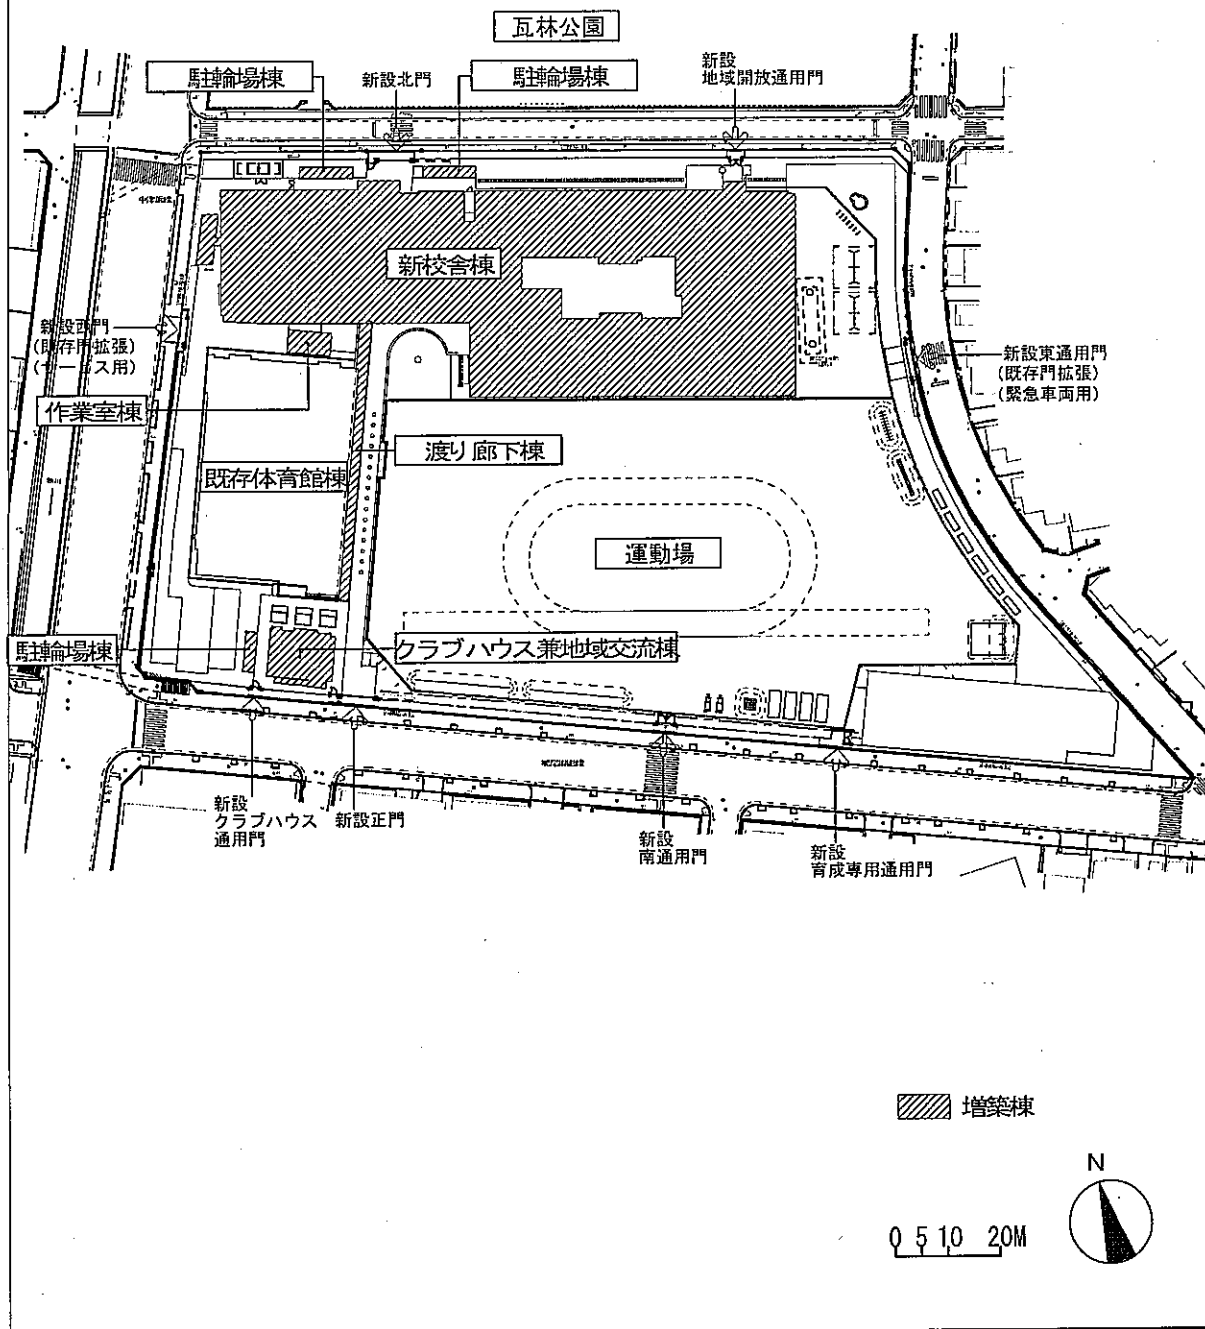 瓦林公園
駐輪場棟
新設北門
駐輪場棟
新設
地域開放通用門
新校舎棟
新設西門
(既存門拡張)
(サービス用)
新設東通用門
(既存門拡張)
(緊急車両用)
作業室棟
渡り廊下棟
既存体育館棟
運動場
駐輪場棟
クラブハウス兼地域交流棟
新設
クラブハウス
通用門
新設正門
新設
南通用門
新設
育成専用通用門
増築棟
N
0 5 10 20M